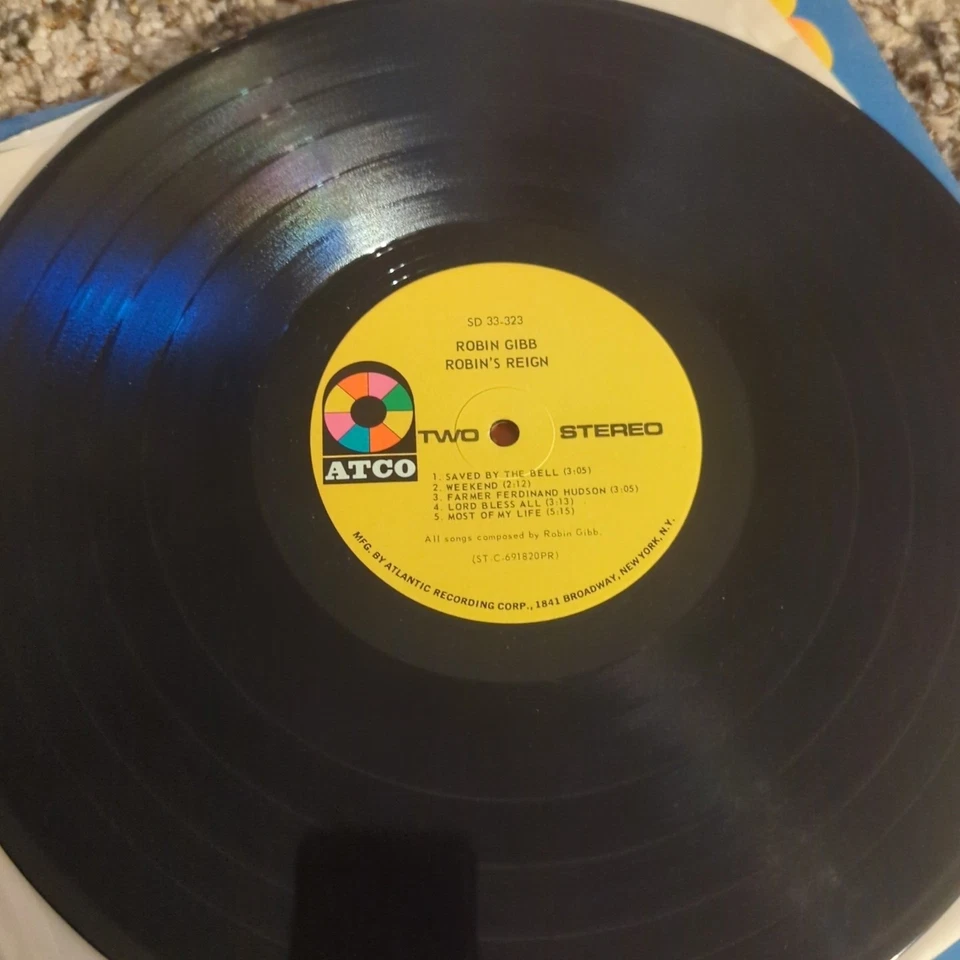 SD 33-323
ROBIN GIBB
ROBIN'S REIGN
ATCO
TWO
STEREO
1. SAVED BY THE BELL (3:05)
2. WEEKEND (2:12)
3. FARMER FERDINAND HUDSON (3:05)
4. LORD BLESS ALL (3:13)
5. MOST OF MY LIFE (5:15)
All songs composed by Robin Gibb.
(ST-C-691820PR)
MFG. BY ATLANTIC RECORDING CORP., 1841 BROADWAY, NEW YORK, N.Y.